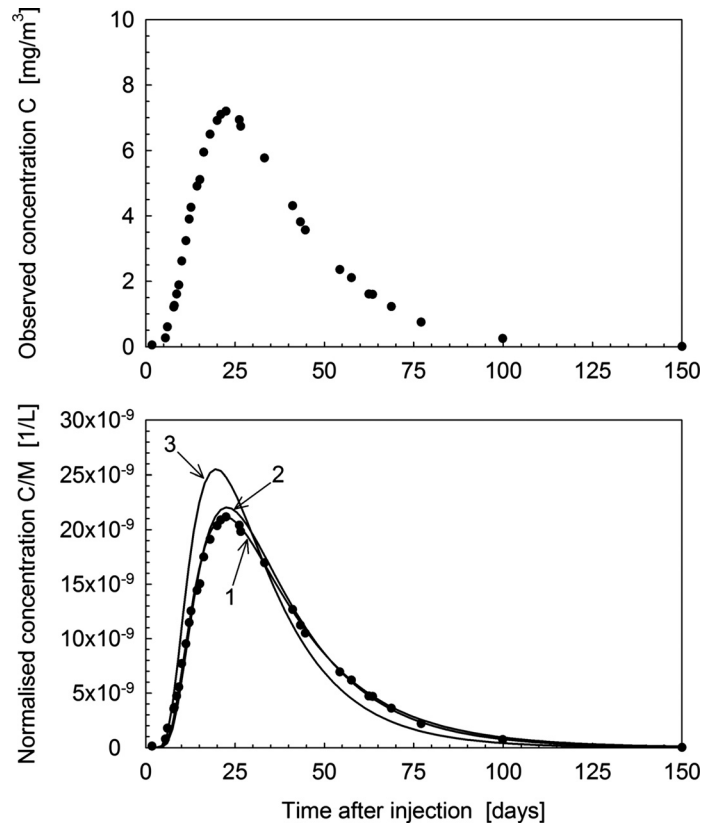 Observed concentration C [mg/m³]
10
8
6
4
2
0
0 25 50 75 100 125 150
Normalised concentration C/M [1/L]
30x10⁻⁹
25x10⁻⁹
20x10⁻⁹
15x10⁻⁹
10x10⁻⁹
5x10⁻⁹
0
3
2
1
0 25 50 75 100 125 150
Time after injection [days]